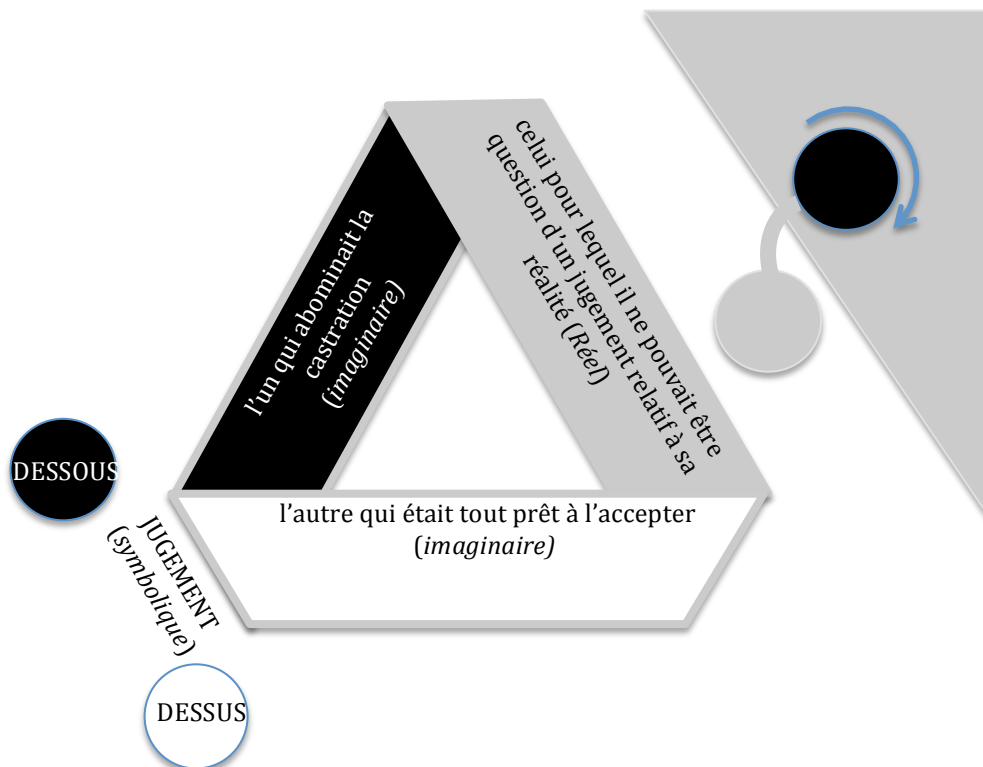 l'un qui abominait la
castration
(imaginaire)
celui pour lequel il ne pouvait être
question d'un jugement relatif à sa
réalité (Réel)
l'autre qui était tout prêt à l'accepter
(imaginaire)
DESSOUS
JUGEMENT
(symbolique)
DESSUS